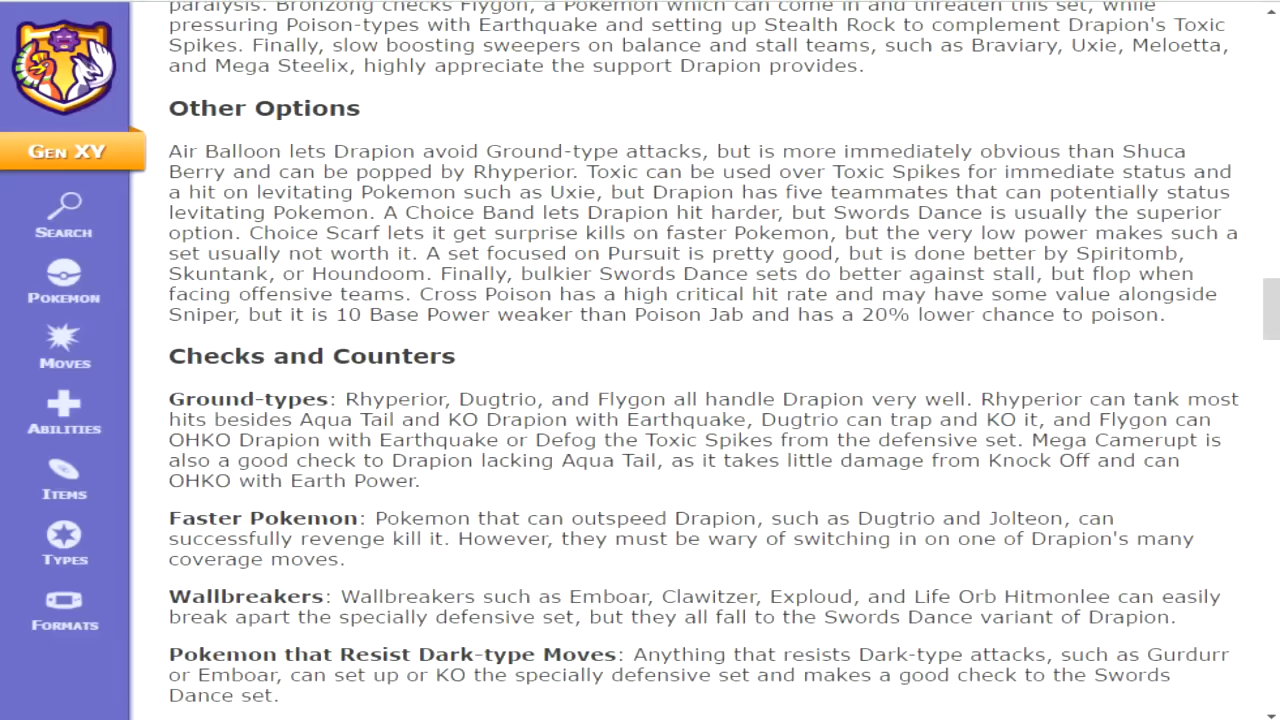 paralysis. Bronzong checks Flygon, a Pokemon which can come in and threaten this set, while
pressuring Poison-types with Earthquake and setting up Stealth Rock to complement Drapion's Toxic
Spikes. Finally, slow boosting sweepers on balance and stall teams, such as Braviary, Uxie, Meloetta,
and Mega Steelix, highly appreciate the support Drapion provides.
Other Options
Air Balloon lets Drapion avoid Ground-type attacks, but is more immediately obvious than Shuca
Berry and can be popped by Rhyperior. Toxic can be used over Toxic Spikes for immediate status and
a hit on levitating Pokemon such as Uxie, but Drapion has five teammates that can potentially status
levitating Pokemon. A Choice Band lets Drapion hit harder, but Swords Dance is usually the superior
option. Choice Scarf lets it get surprise kills on faster Pokemon, but the very low power makes such a
set usually not worth it. A set focused on Pursuit is pretty good, but is done better by Spiritomb,
Skuntank, or Houndoom. Finally, bulkier Swords Dance sets do better against stall, but flop when
facing offensive teams. Cross Poison has a high critical hit rate and may have some value alongside
Sniper, but it is 10 Base Power weaker than Poison Jab and has a 20% lower chance to poison.
Checks and Counters
Ground-types: Rhyperior, Dugtrio, and Flygon all handle Drapion very well. Rhyperior can tank most
hits besides Aqua Tail and KO Drapion with Earthquake, Dugtrio can trap and KO it, and Flygon can
OHKO Drapion with Earthquake or Defog the Toxic Spikes from the defensive set. Mega Camerupt is
also a good check to Drapion lacking Aqua Tail, as it takes little damage from Knock Off and can
OHKO with Earth Power.
Faster Pokemon: Pokemon that can outspeed Drapion, such as Dugtrio and Jolteon, can
successfully revenge kill it. However, they must be wary of switching in on one of Drapion's many
coverage moves.
Wallbreakers: Wallbreakers such as Emboar, Clawitzer, Exploud, and Life Orb Hitmonlee can easily
break apart the specially defensive set, but they all fall to the Swords Dance variant of Drapion.
Pokemon that Resist Dark-type Moves: Anything that resists Dark-type attacks, such as Gurdurr
or Emboar, can set up or KO the specially defensive set and makes a good check to the Swords
Dance set.
Gen XY
Search
Pokemon
Moves
Abilities
Items
Types
Formats